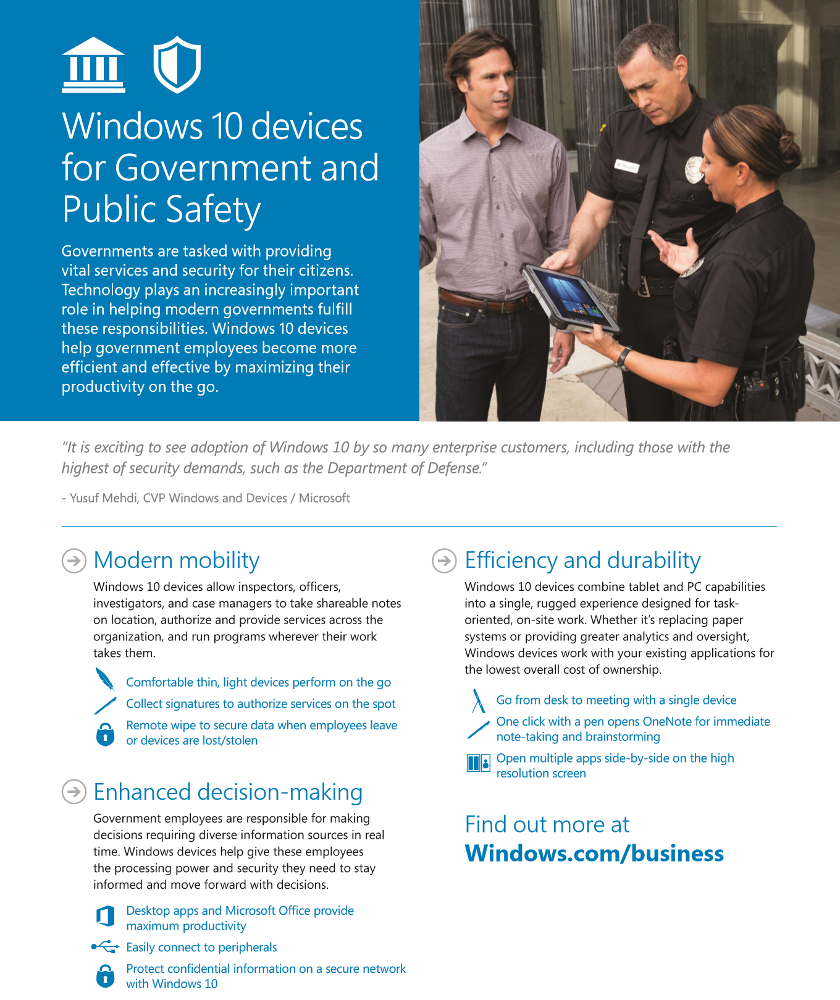 Windows 10 devices
for Government and
Public Safety
Governments are tasked with providing
vital services and security for their citizens.
Technology plays an increasingly important
role in helping modern governments fulfill
these responsibilities. Windows 10 devices
help government employees become more
efficient and effective by maximizing their
productivity on the go.
“It is exciting to see adoption of Windows 10 by so many enterprise customers, including those with the
highest of security demands, such as the Department of Defense.”
- Yusuf Mehdi, CVP Windows and Devices / Microsoft
Modern mobility
Windows 10 devices allow inspectors, officers,
investigators, and case managers to take shareable notes
on location, authorize and provide services across the
organization, and run programs wherever their work
takes them.
Comfortable thin, light devices perform on the go
Collect signatures to authorize services on the spot
Remote wipe to secure data when employees leave
or devices are lost/stolen
Enhanced decision-making
Government employees are responsible for making
decisions requiring diverse information sources in real
time. Windows devices help give these employees
the processing power and security they need to stay
informed and move forward with decisions.
Desktop apps and Microsoft Office provide
maximum productivity
Easily connect to peripherals
Protect confidential information on a secure network
with Windows 10
Efficiency and durability
Windows 10 devices combine tablet and PC capabilities
into a single, rugged experience designed for task-
oriented, on-site work. Whether it’s replacing paper
systems or providing greater analytics and oversight,
Windows devices work with your existing applications for
the lowest overall cost of ownership.
Go from desk to meeting with a single device
One click with a pen opens OneNote for immediate
note-taking and brainstorming
Open multiple apps side-by-side on the high
resolution screen
Find out more at
Windows.com/business